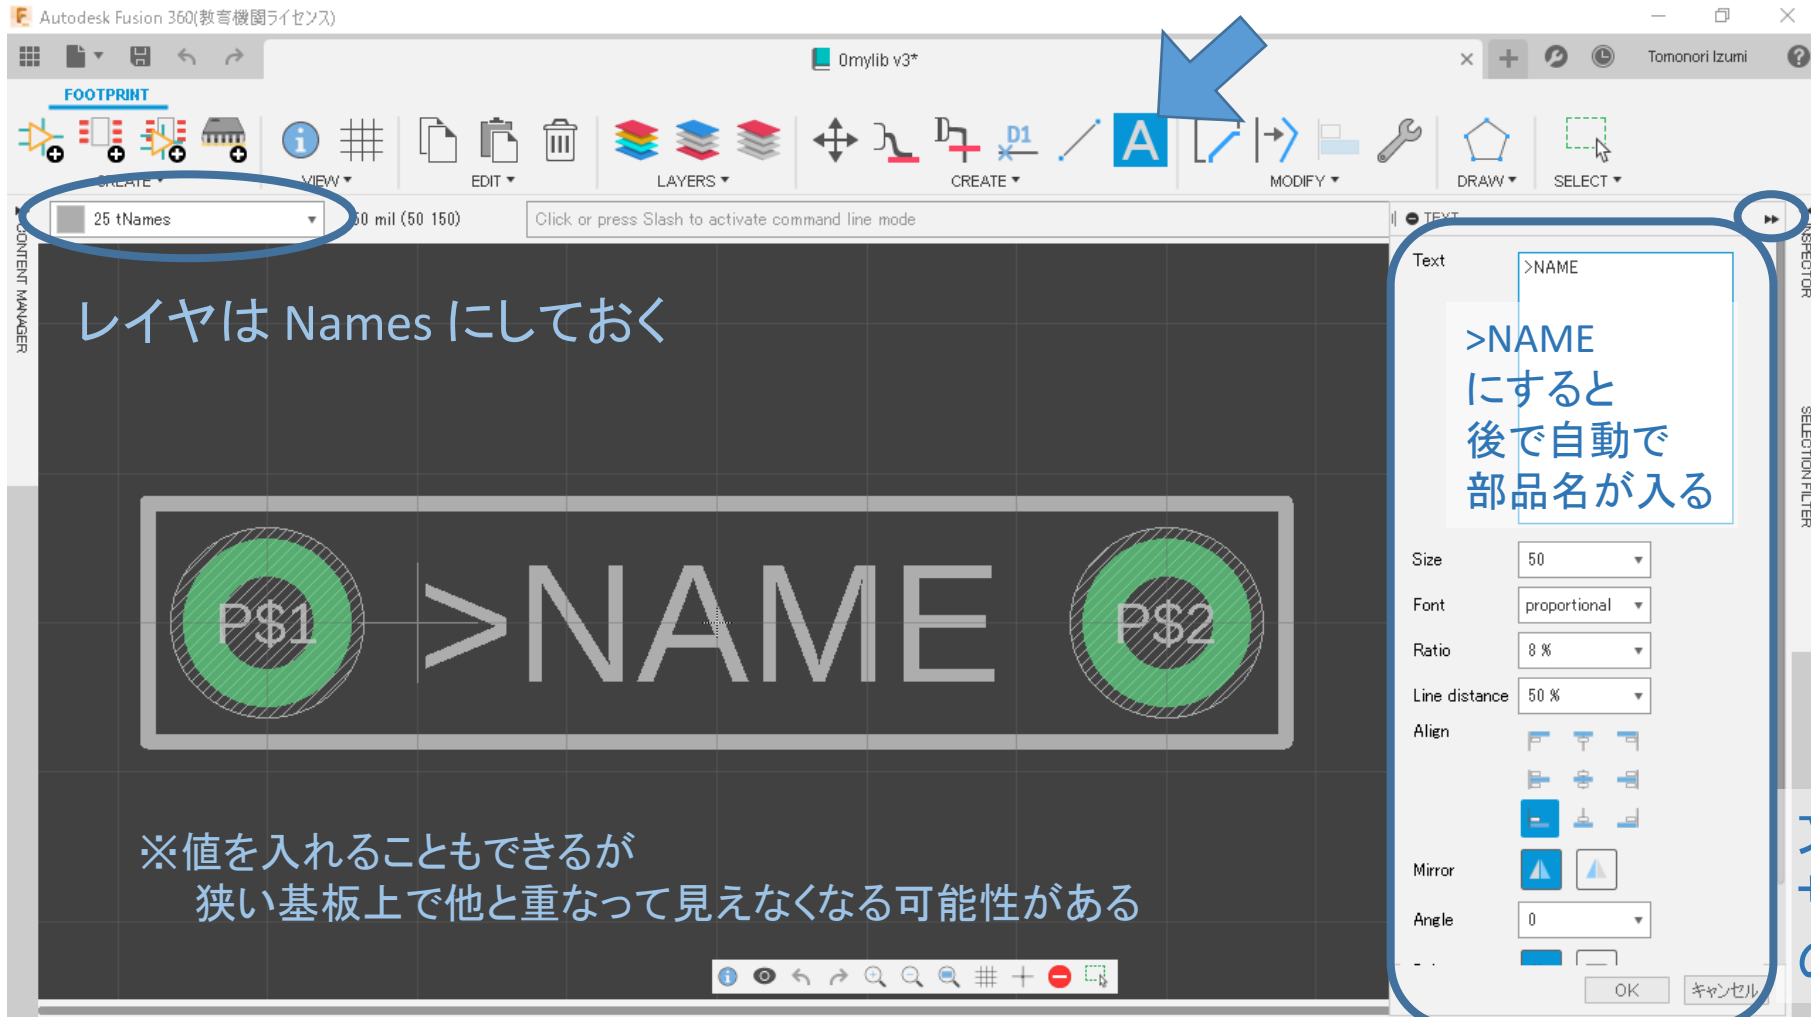 Autodesk Fusion 360(教育機関ライセンス)
0mylib v3*
Tomonori Izumi
FOOTPRINT
D
D1
A
CREATE
VIEW
EDIT
LAYERS
CREATE
MODIFY
DRAW
SELECT
25 tNames
50 mil (50 150)
Click or press Slash to activate command line mode
TEXT
CONTENT MANAGER
INSPECTOR
SELECTION FILTER
レイヤは Names にしておく
Text
>NAME
>NAME
にすると
後で自動で
部品名が入る
P$1
>NAME
P$2
Size
50
Font
proportional
Ratio
8 %
Line distance
50 %
Align
Mirror
Angle
0
※値を入れることもできるが
狭い基板上で他と重なって見えなくなる可能性がある
OK
キャンセル